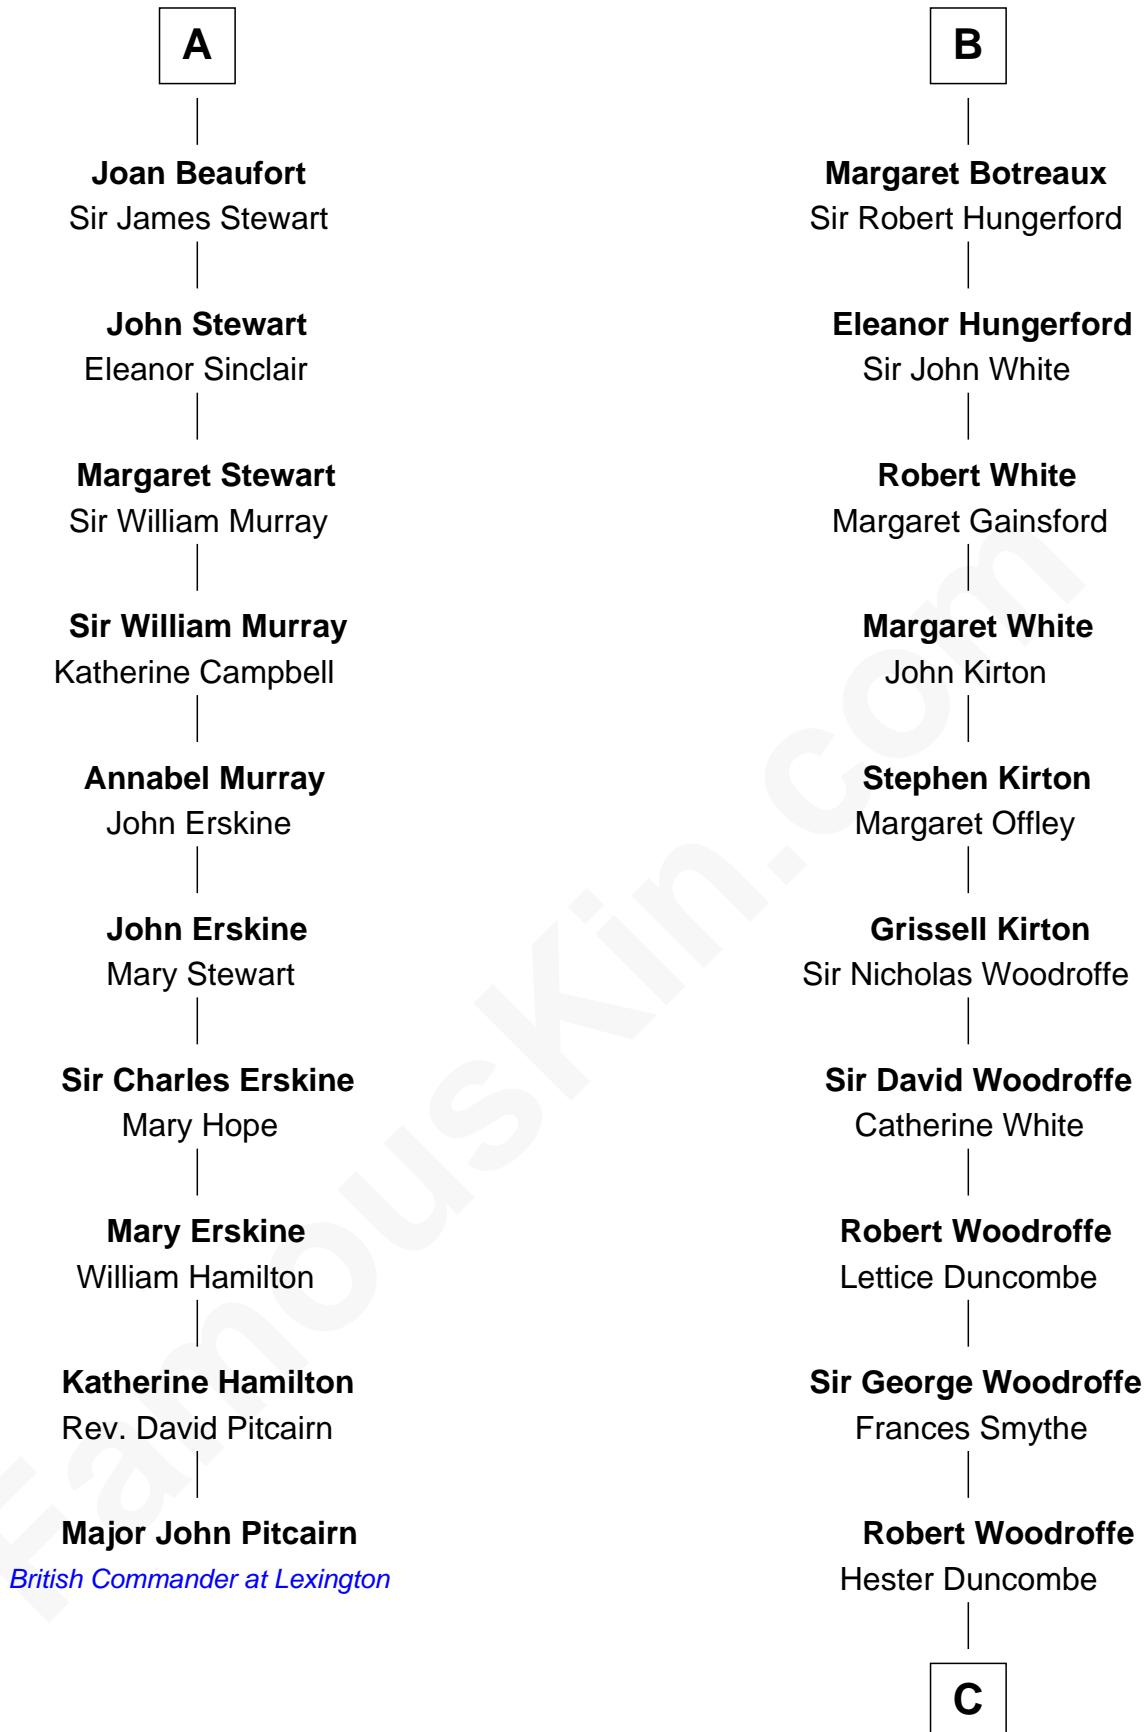 A
Joan Beaufort
Sir James Stewart
John Stewart
Eleanor Sinclair
Margaret Stewart
Sir William Murray
Sir William Murray
Katherine Campbell
Annabel Murray
John Erskine
John Erskine
Mary Stewart
Sir Charles Erskine
Mary Hope
Mary Erskine
William Hamilton
Katherine Hamilton
Rev. David Pitcairn
Major John Pitcairn
British Commander at Lexington
B
Margaret Botreaux
Sir Robert Hungerford
Eleanor Hungerford
Sir John White
Robert White
Margaret Gainsford
Margaret White
John Kirton
Stephen Kirton
Margaret Offley
Grissell Kirton
Sir Nicholas Woodroffe
Sir David Woodroffe
Catherine White
Robert Woodroffe
Lettice Duncombe
Sir George Woodroffe
Frances Smythe
Robert Woodroffe
Hester Duncombe
C
FamousKin.com